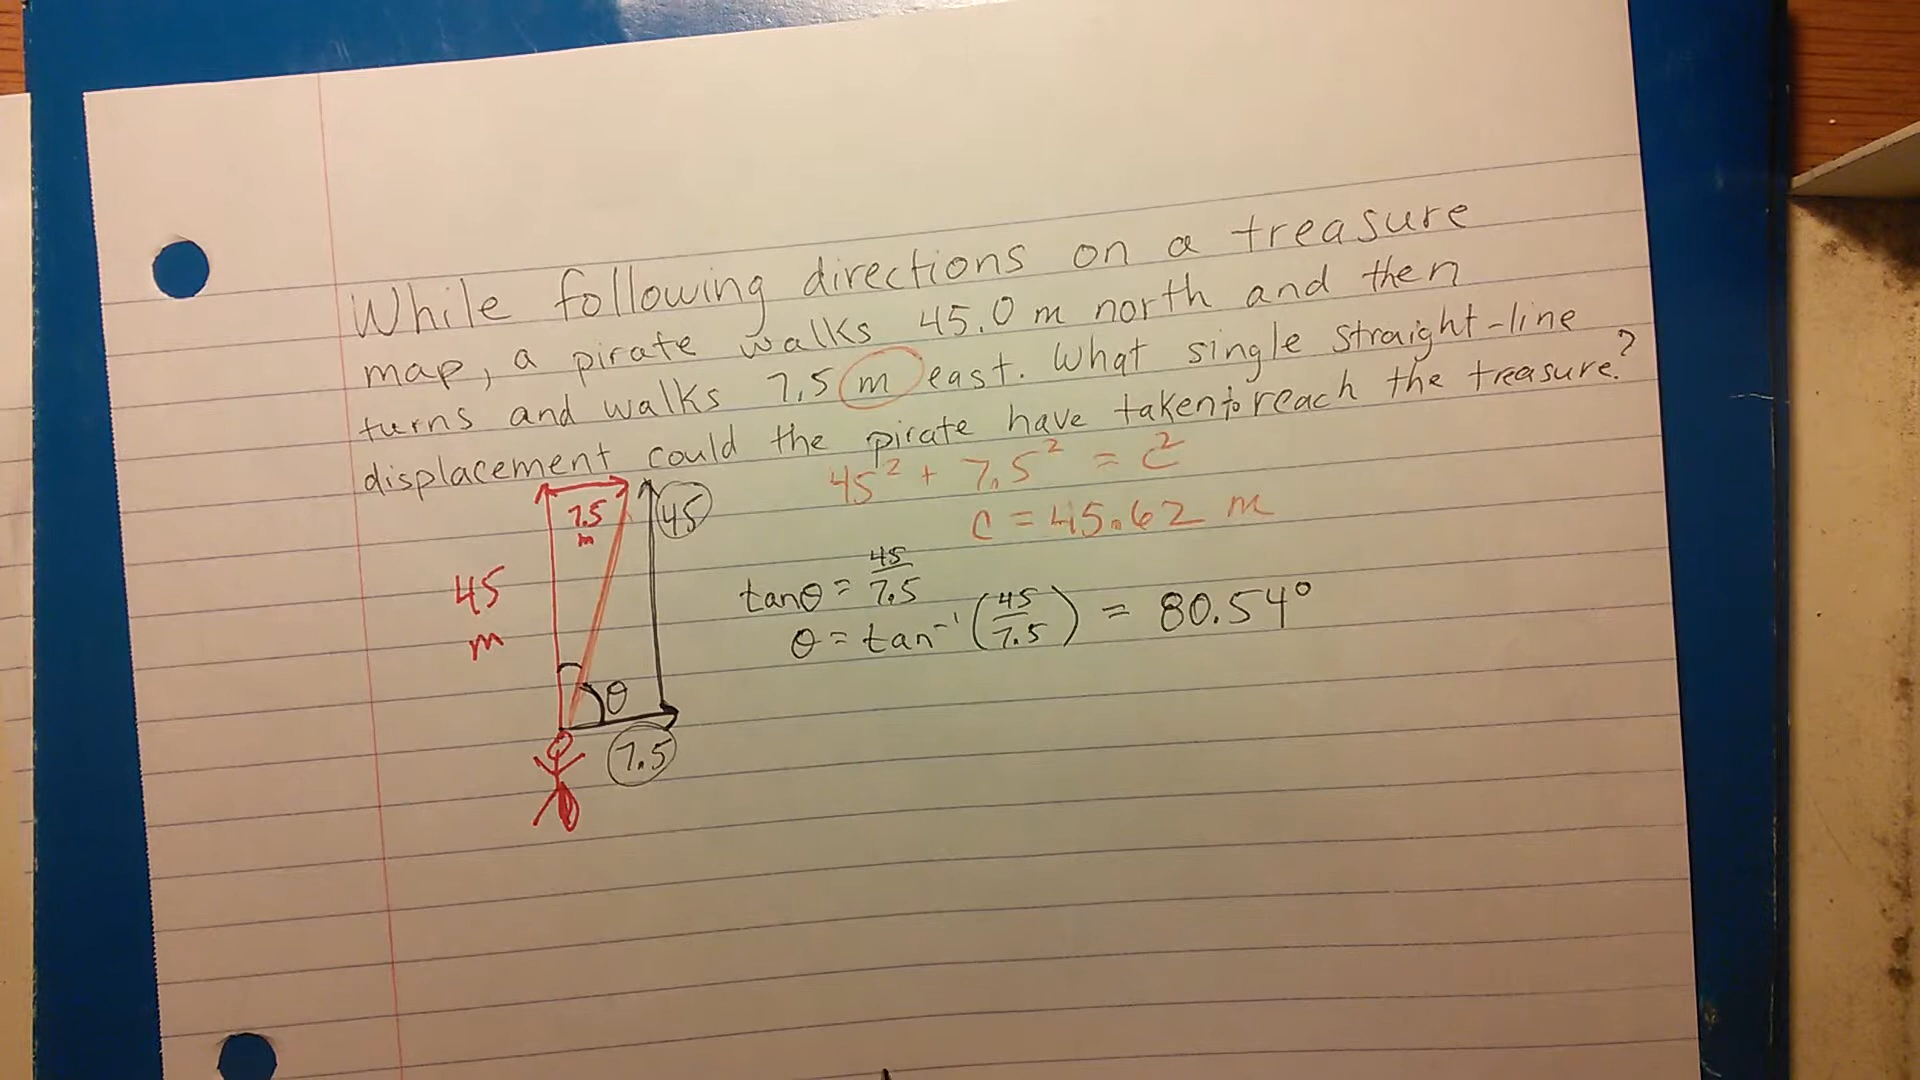 While following directions on a treasure
map, a pirate walks 45.0 m north and then
turns and walks 7.5 m east. What single straight-line
displacement could the pirate have taken to reach the treasure?
45² + 7.5² = c²
c = 45.62 m
7.5
m
45
45
m
tanθ = 45/7.5
θ = tan⁻¹(45/7.5) = 80.54°
θ
7.5